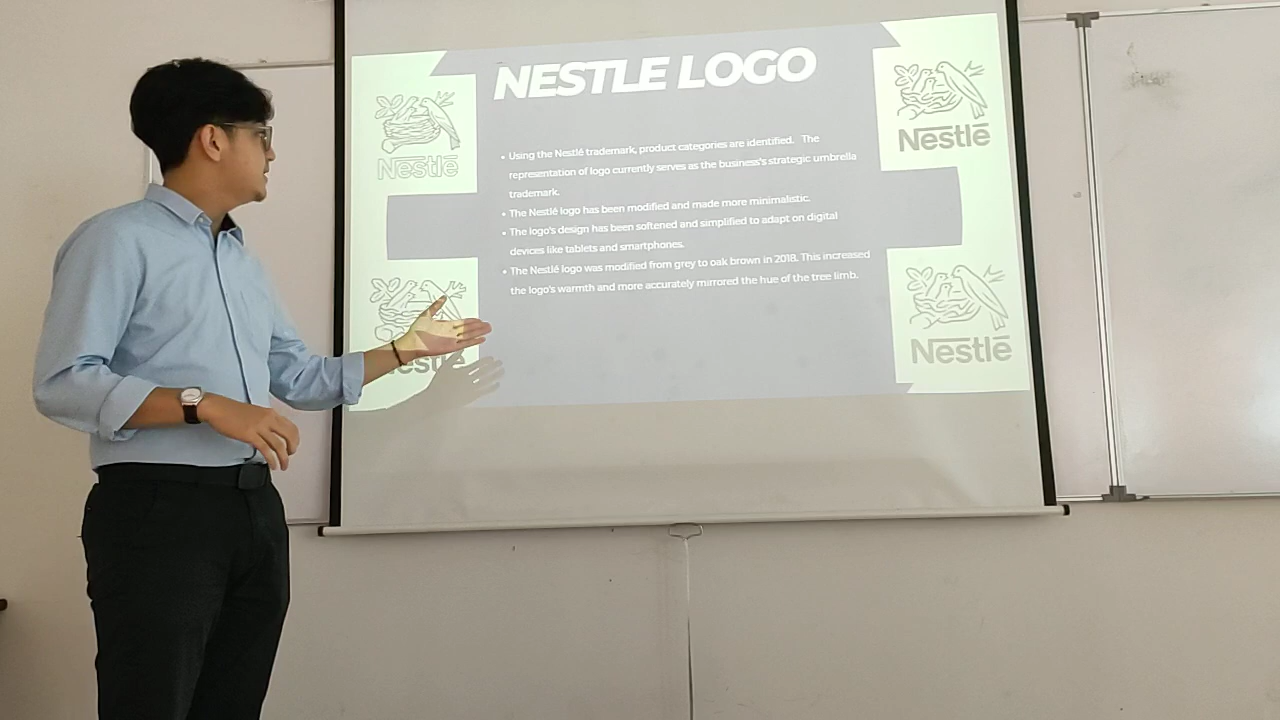 NESTLE LOGO
Nestlē
Nestlē
• Using the Nestlé trademark, product categories are identified. The
representation of logo currently serves as the business's strategic umbrella
trademark.
• The Nestlé logo has been modified and made more minimalistic.
• The logo's design has been softened and simplified to adapt on digital
devices like tablets and smartphones.
• The Nestlé logo was modified from grey to oak brown in 2018. This increased
the logo's warmth and more accurately mirrored the hue of the tree limb.
Nestlē
Nestlē